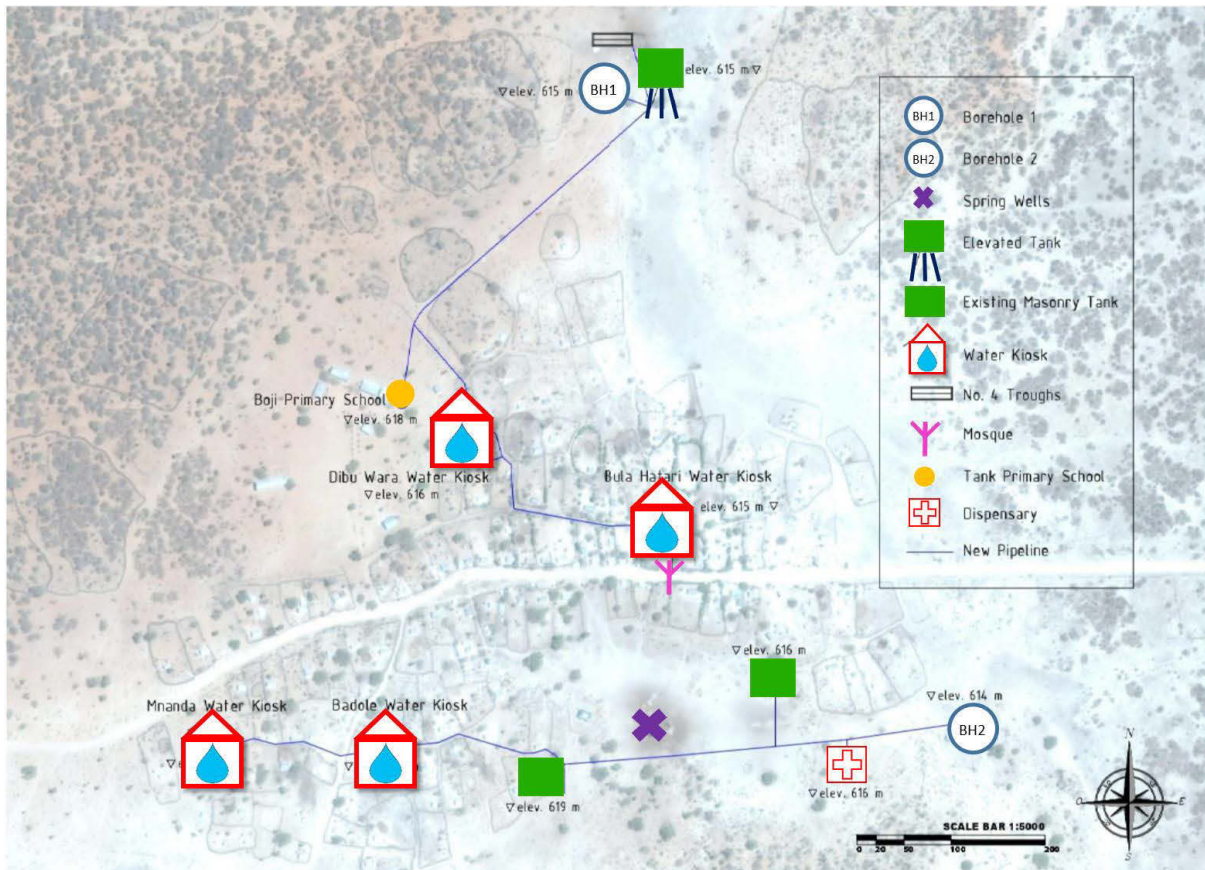 elev. 615 m
BH1
elev. 615 m
BH1 Borehole 1
BH2 Borehole 2
Spring Wells
Elevated Tank
Existing Masonry Tank
Water Kiosk
No. 4 Troughs
Mosque
Tank Primary School
Dispensary
New Pipeline
Boji Primary School
elev. 618 m
Dibu Wara Water Kiosk
elev. 616 m
Bula Hafari Water Kiosk
elev. 615 m
elev. 616 m
Mnanda Water Kiosk
Badole Water Kiosk
elev. 614 m
BH2
elev. 619 m
elev. 616 m
N
O
E
S
SCALE BAR 1:5000
0 20 50 100 200